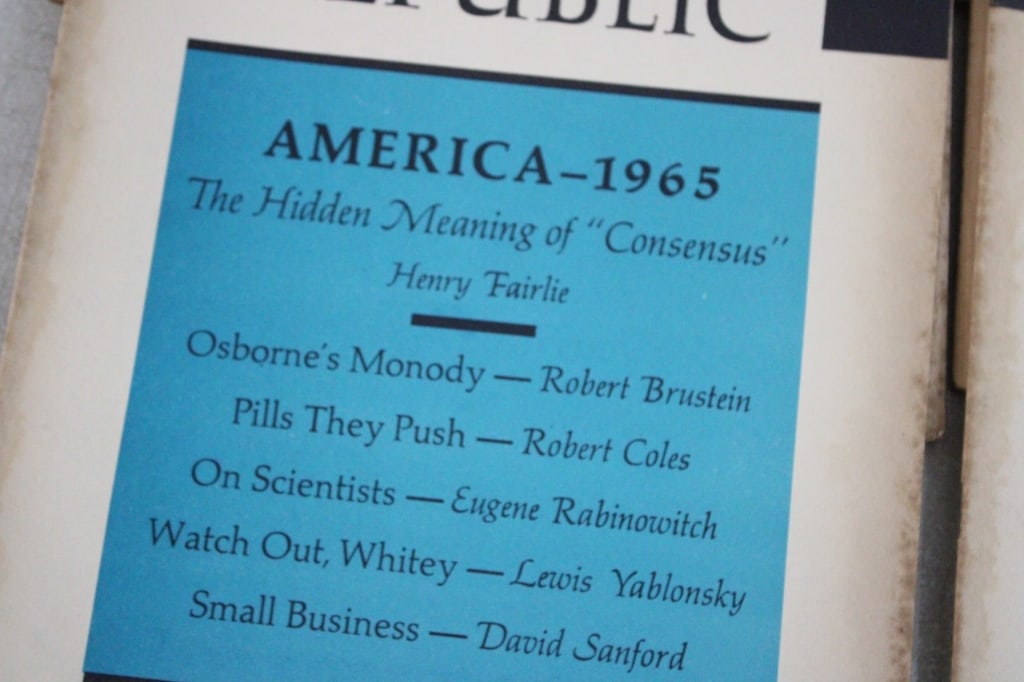 REPUBLIC
AMERICA–1965
The Hidden Meaning of “Consensus”
Henry Fairlie
Osborne's Monody — Robert Brustein
Pills They Push — Robert Coles
On Scientists — Eugene Rabinowitch
Watch Out, Whitey — Lewis Yablonsky
Small Business — David Sanford